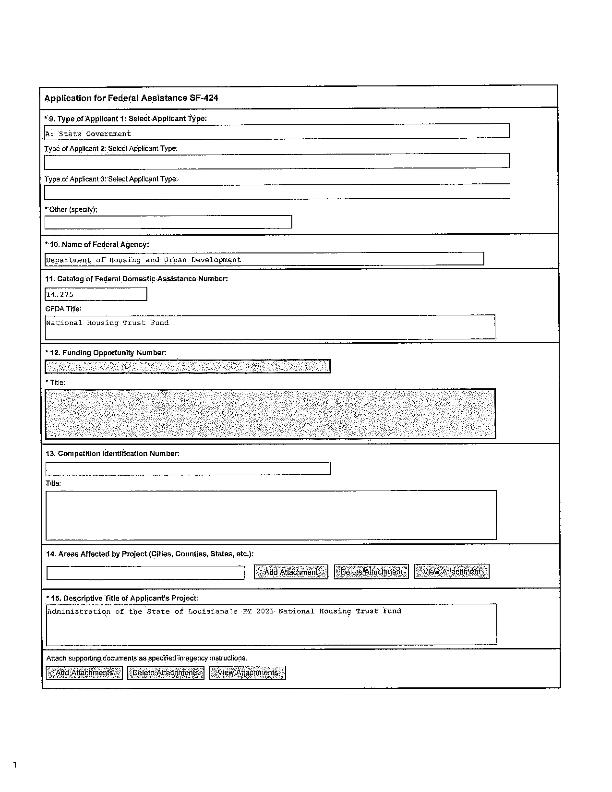 Application for Federal Assistance SF-424
* 9. Type of Applicant 1: Select Applicant Type:
A: State Government
Type of Applicant 2: Select Applicant Type:
Type of Applicant 3: Select Applicant Type:
* Other (specify):
* 10. Name of Federal Agency:
Department of Housing and Urban Development
11. Catalog of Federal Domestic Assistance Number:
14.275
CFDA Title:
National Housing Trust Fund
* 12. Funding Opportunity Number:
* Title:
13. Competition Identification Number:
Title:
14. Areas Affected by Project (Cities, Counties, States, etc.):
Add Attachment Delete Attachment View Attachment
* 15. Descriptive Title of Applicant's Project:
Administration of the State of Louisiana's FY 2021 National Housing Trust Fund
Attach supporting documents as specified in agency instructions.
Add Attachments Delete Attachments View Attachments
1